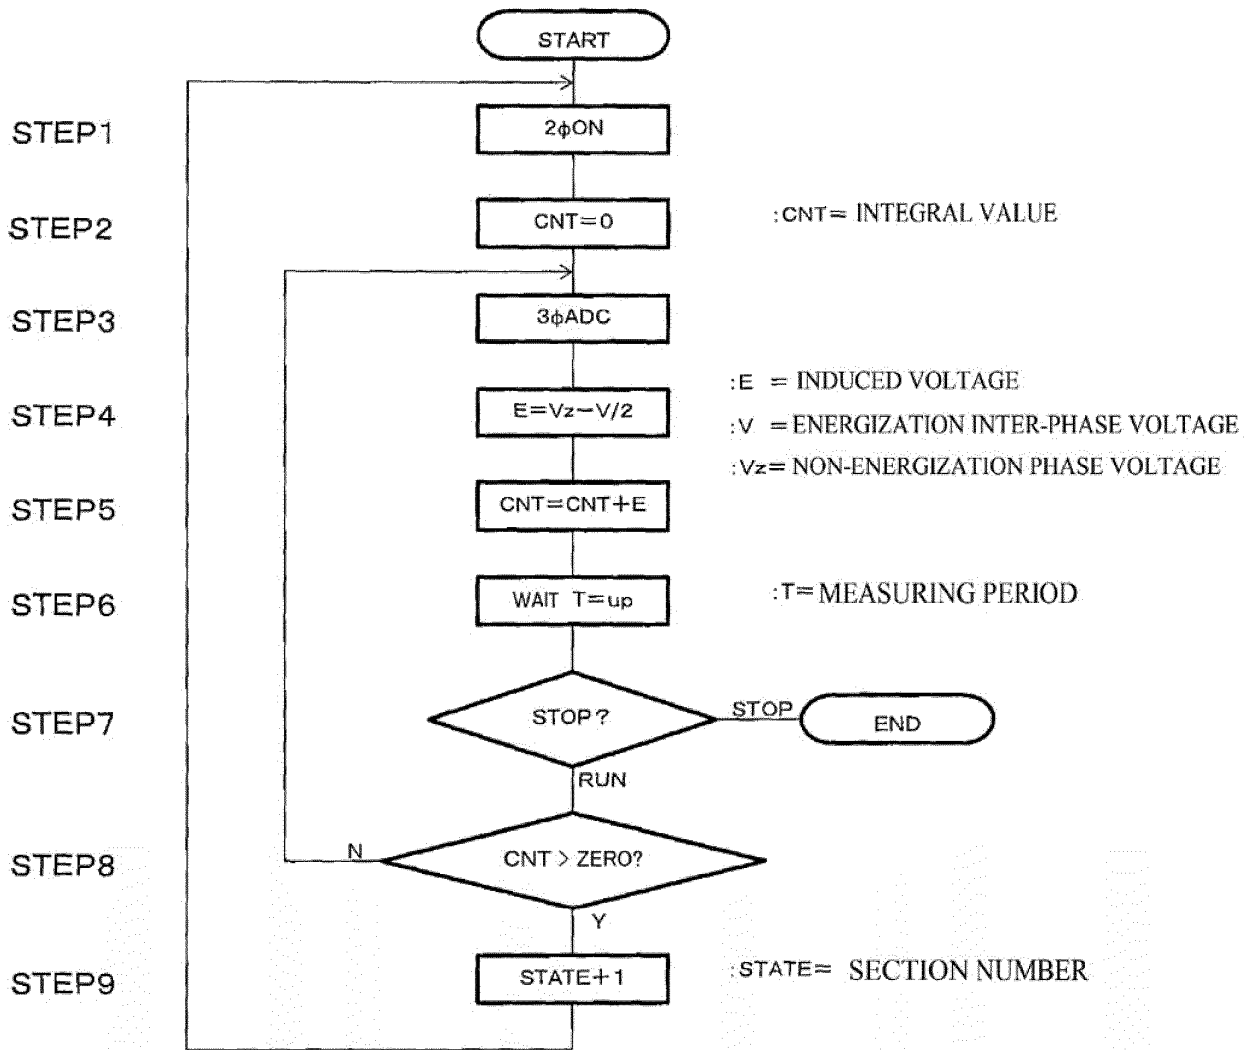 START
STEP1
2ϕON
STEP2
CNT=0
:CNT= INTEGRAL VALUE
STEP3
3ϕADC
STEP4
E=Vz−V/2
:E = INDUCED VOLTAGE
:V = ENERGIZATION INTER-PHASE VOLTAGE
:Vz= NON-ENERGIZATION PHASE VOLTAGE
STEP5
CNT=CNT+E
STEP6
WAIT T=up
:T= MEASURING PERIOD
STEP7
STOP?
STOP
END
RUN
STEP8
N
CNT > ZERO?
Y
STEP9
STATE+1
:STATE= SECTION NUMBER